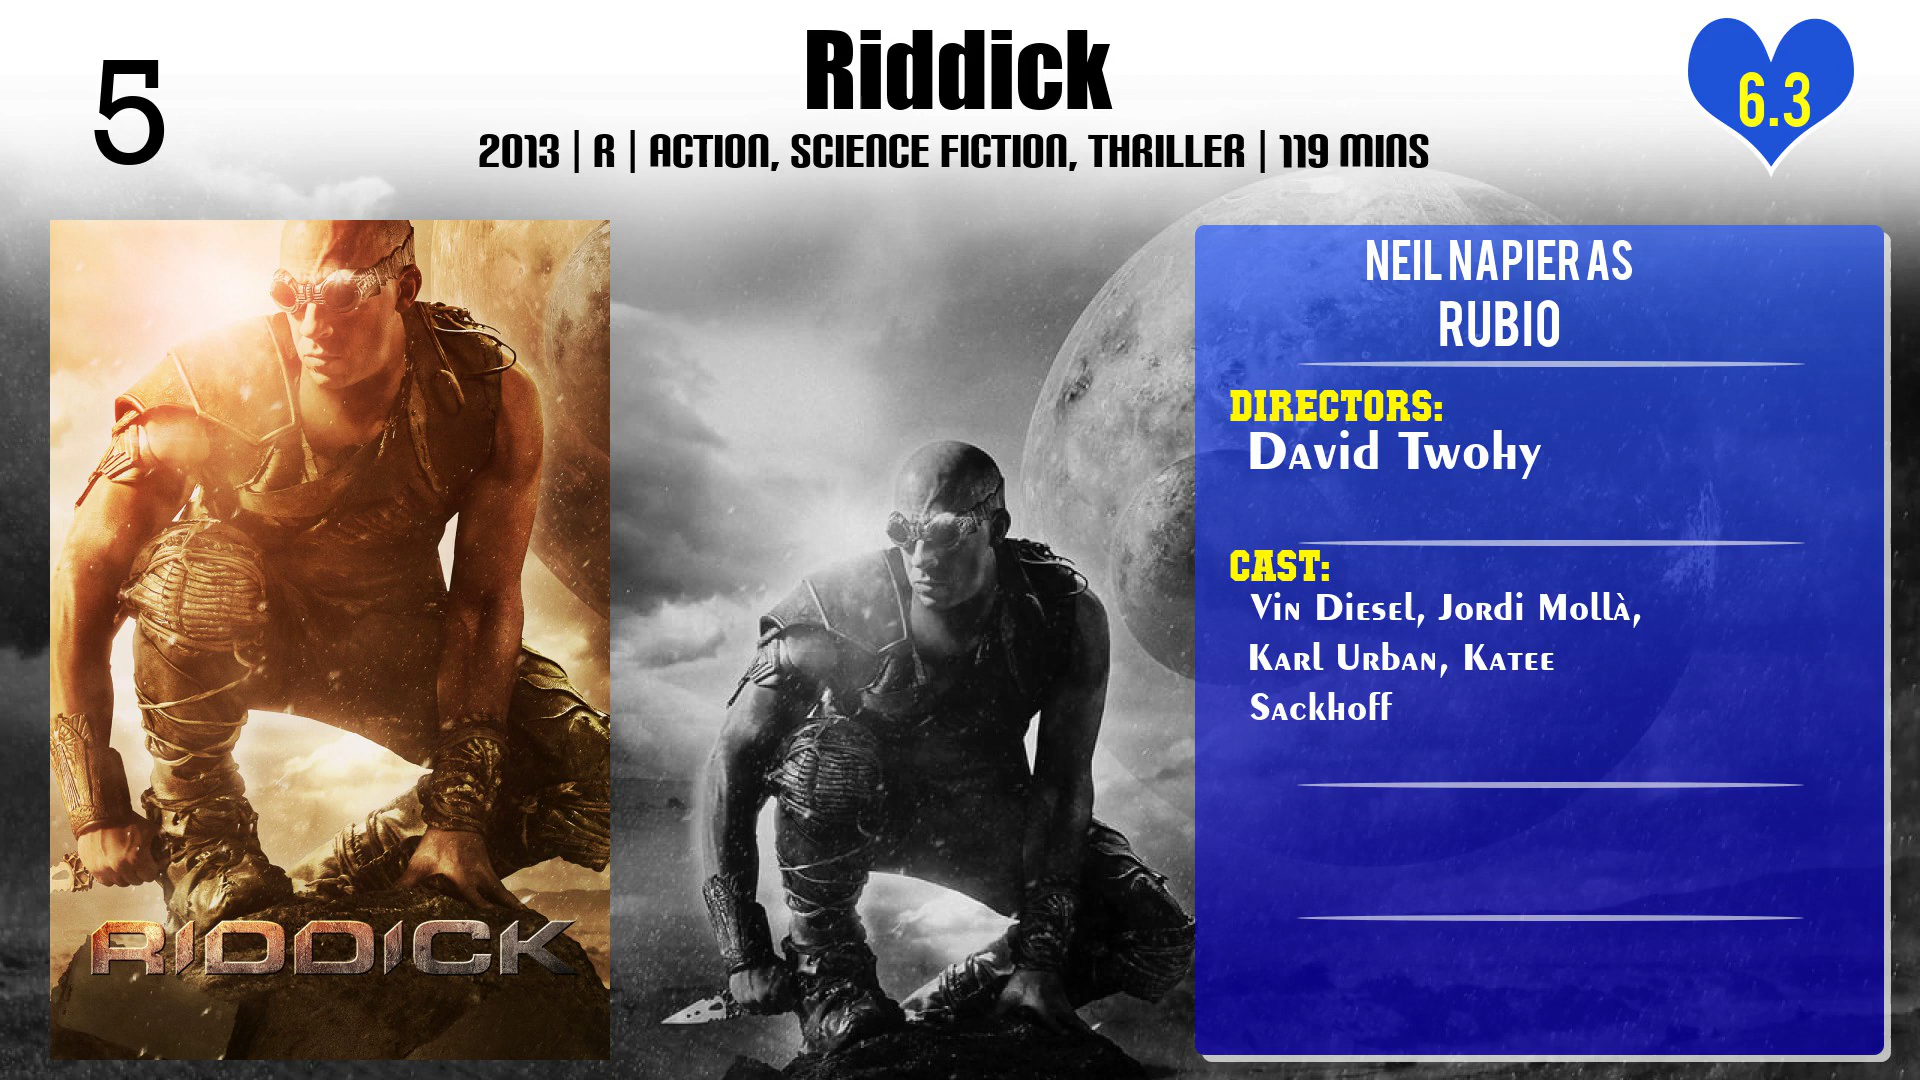 5
Riddick
2013 | R | ACTION, SCIENCE FICTION, THRILLER | 119 MINS
6.3
RIDDICK
NEIL NAPIER AS
RUBIO
DIRECTORS:
David Twohy
CAST:
Vin Diesel, Jordi Mollà,
Karl Urban, Katee
Sackhoff